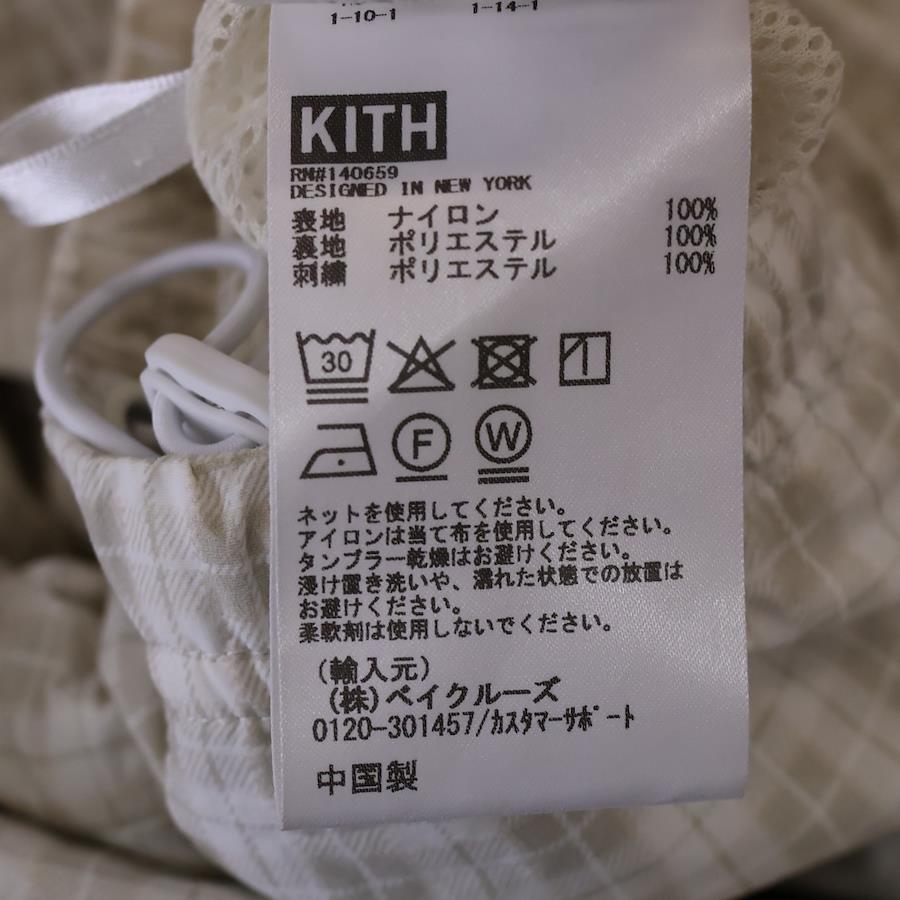 1-10-1 1-14-1
KITH
RN#140659
DESIGNED IN NEW YORK
表地 ナイロン 100%
裏地 ポリエステル 100%
刺繍 ポリエステル 100%
30
F W
ネットを使用してください。
アイロンは当て布を使用してください。
タンブラー乾燥はお避けください。
浸け置き洗いや、濡れた状態での放置は
お避けください。
柔軟剤は使用しないでください。
(輸入元)
(株)ベイクルーズ
0120-301457/カスタマーサポート
中国製